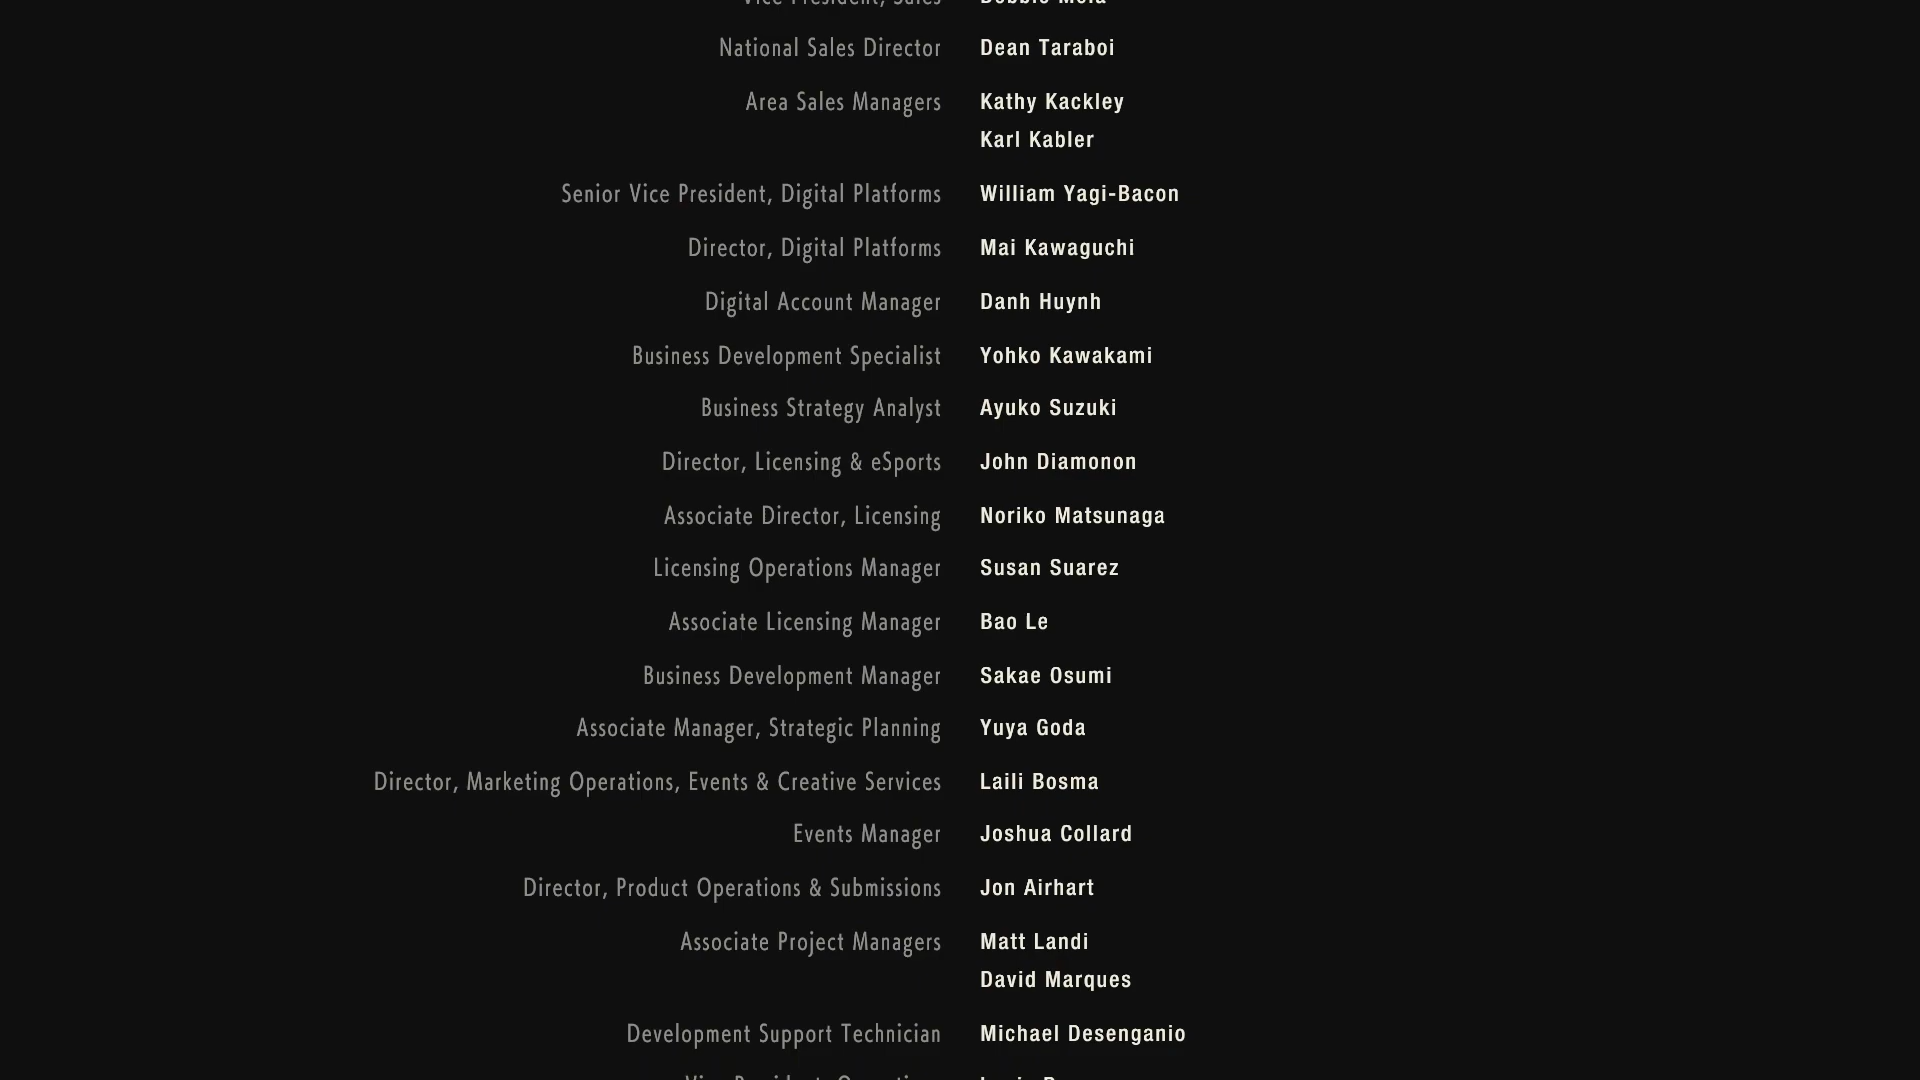 Vice President, Sales Debbie Mola
National Sales Director Dean Taraboi
Area Sales Managers Kathy Kackley
Karl Kabler
Senior Vice President, Digital Platforms William Yagi-Bacon
Director, Digital Platforms Mai Kawaguchi
Digital Account Manager Danh Huynh
Business Development Specialist Yohko Kawakami
Business Strategy Analyst Ayuko Suzuki
Director, Licensing & eSports John Diamonon
Associate Director, Licensing Noriko Matsunaga
Licensing Operations Manager Susan Suarez
Associate Licensing Manager Bao Le
Business Development Manager Sakae Osumi
Associate Manager, Strategic Planning Yuya Goda
Director, Marketing Operations, Events & Creative Services Laili Bosma
Events Manager Joshua Collard
Director, Product Operations & Submissions Jon Airhart
Associate Project Managers Matt Landi
David Marques
Development Support Technician Michael Desenganio